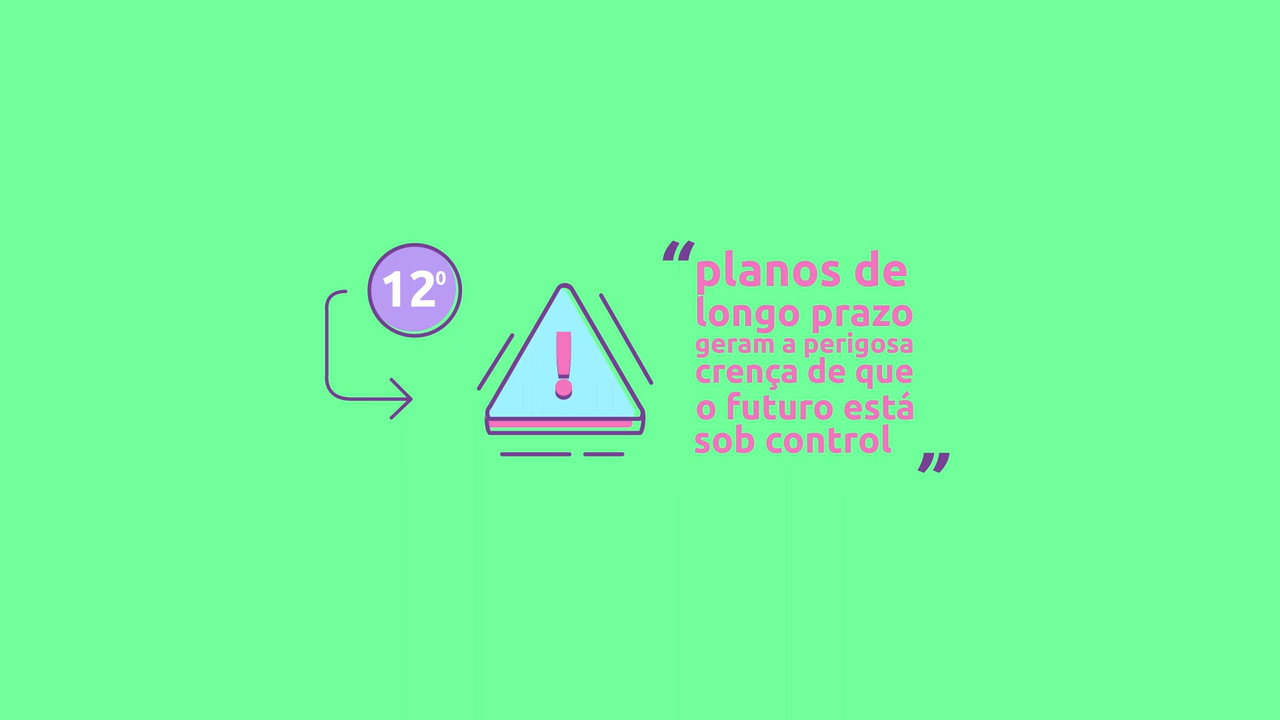 12º
!
“planos de
longo prazo
geram a perigosa
crença de que
o futuro está
sob control
”